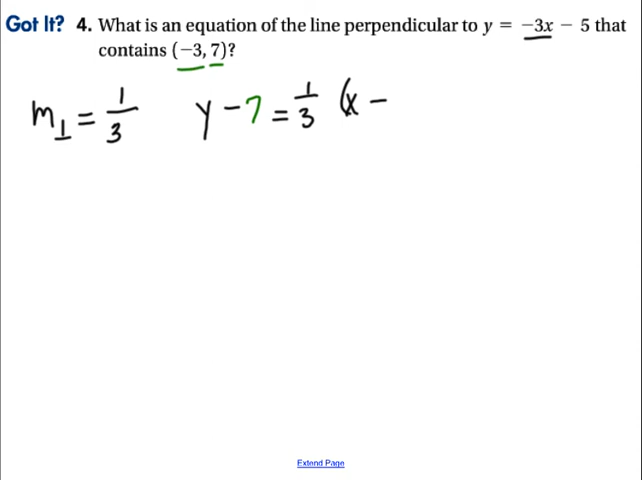 Got It? 4. What is an equation of the line perpendicular to y = −3x − 5 that
contains (−3, 7)?
m⊥ = 1/3    y − 7 = 1/3 (x −
Extend Page